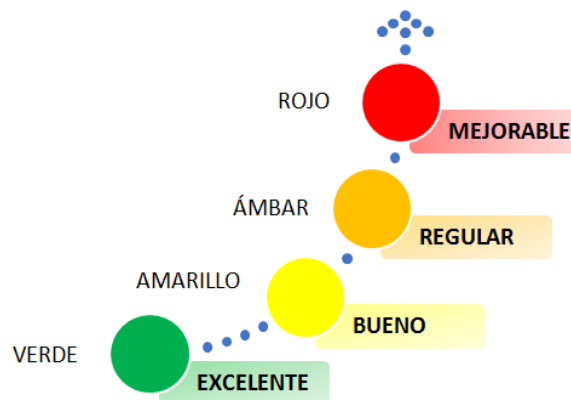 ROJO
MEJORABLE
ÁMBAR
REGULAR
AMARILLO
BUENO
VERDE
EXCELENTE